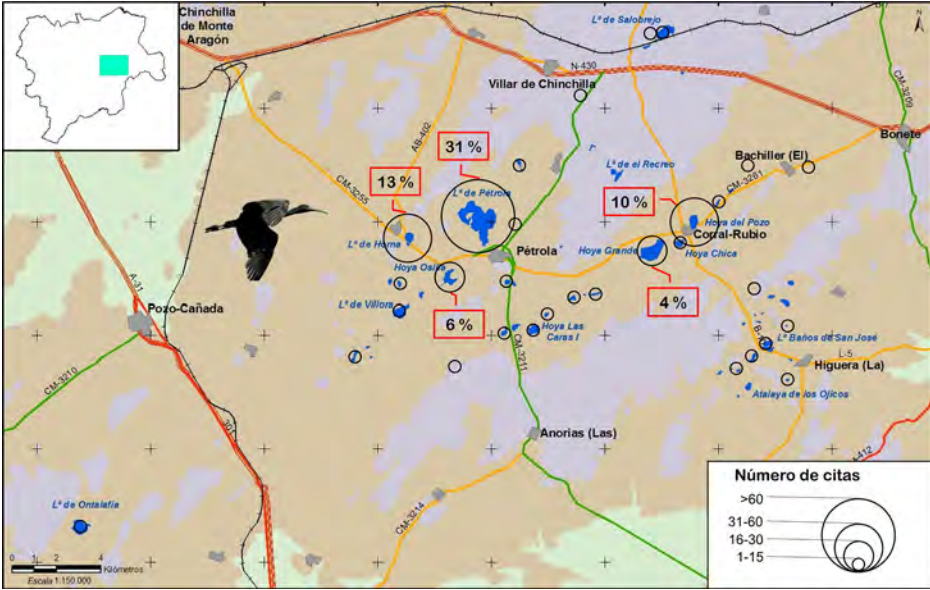 Chinchilla
de Monte
Aragón
Lª de Salobrejo
N-430
Villar de Chinchilla
CM-3209
Bonete
AB-402
31 %
13 %
Lª de el Recreo
Bachiller (El)
CM-3255
Lª de Pétrola
10 %
CM-3261
Hoya del Pozo
Corral-Rubio
Lª de Horna
Hoya Grande
Hoya Chica
Pétrola
Hoya Osilla
A-31
Pozo-Cañada
Lª de Villora
6 %
4 %
Hoya Las
Caras I
Lª Baños de San José
CM-3211
L-5
Higuera (La)
CM-3210
Atalaya de los Ojicos
Anorias (Las)
CM-3214
Lª de Ontalafia
Número de citas
>60
31-60
16-30
1-15
0 1 2 4
Kilómetros
Escala 1:150.000
N